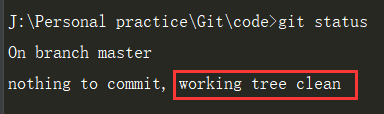 J:\Personal practice\Git\code>git status
On branch master
nothing to commit, working tree clean